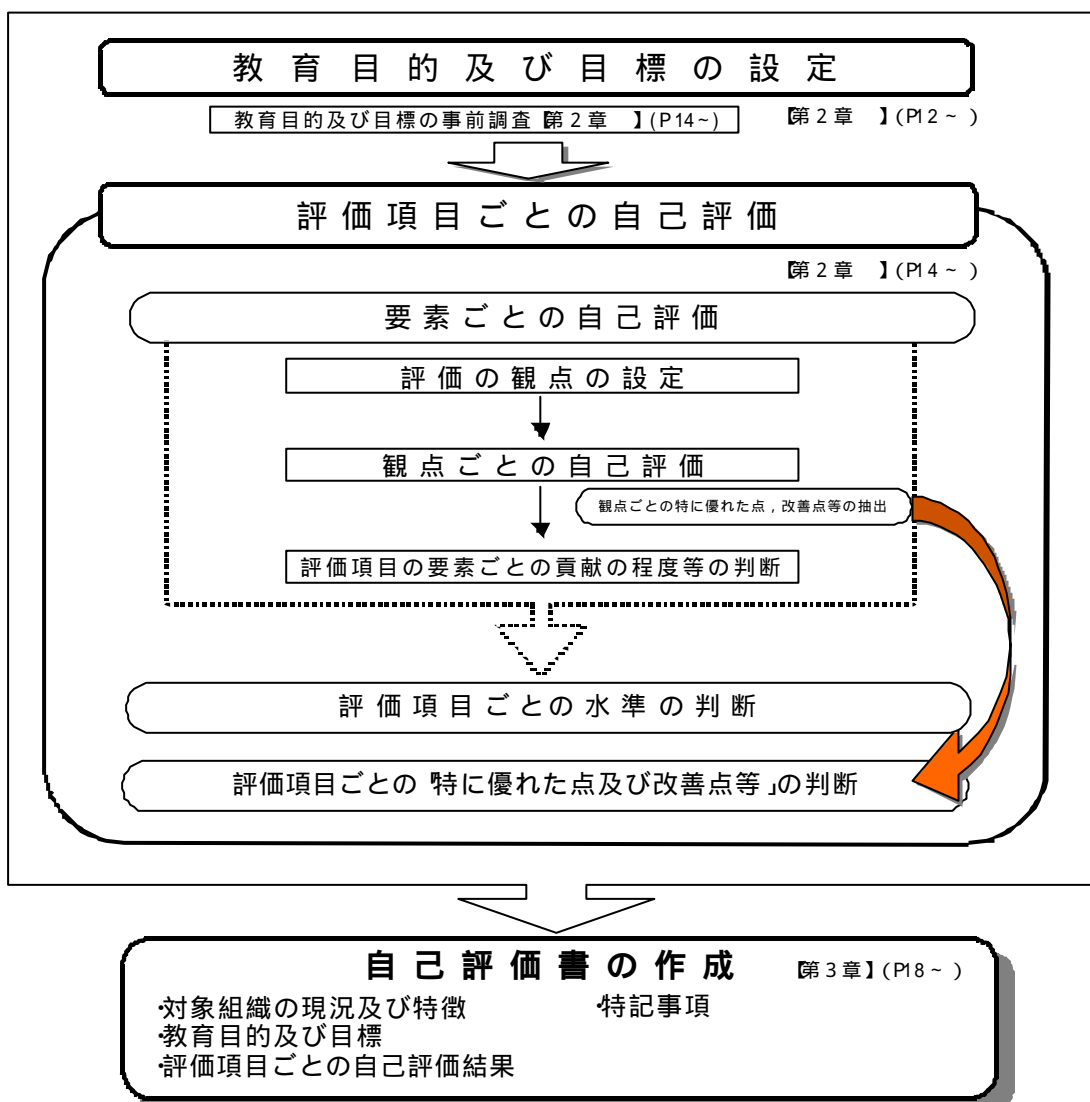 教育目的及び目標の設定
教育目的及び目標の事前調査【第2章　】(P14~)
【第2章　】(P12~ )
評価項目ごとの自己評価
【第2章　】(P14~ )
要素ごとの自己評価
評価の観点の設定
観点ごとの自己評価
観点ごとの特に優れた点，改善点等の抽出
評価項目の要素ごとの貢献の程度等の判断
評価項目ごとの水準の判断
評価項目ごとの「特に優れた点及び改善点等」の判断
自己評価書の作成
【第3章】(P18~ )
・対象組織の現況及び特徴
・特記事項
・教育目的及び目標
・評価項目ごとの自己評価結果